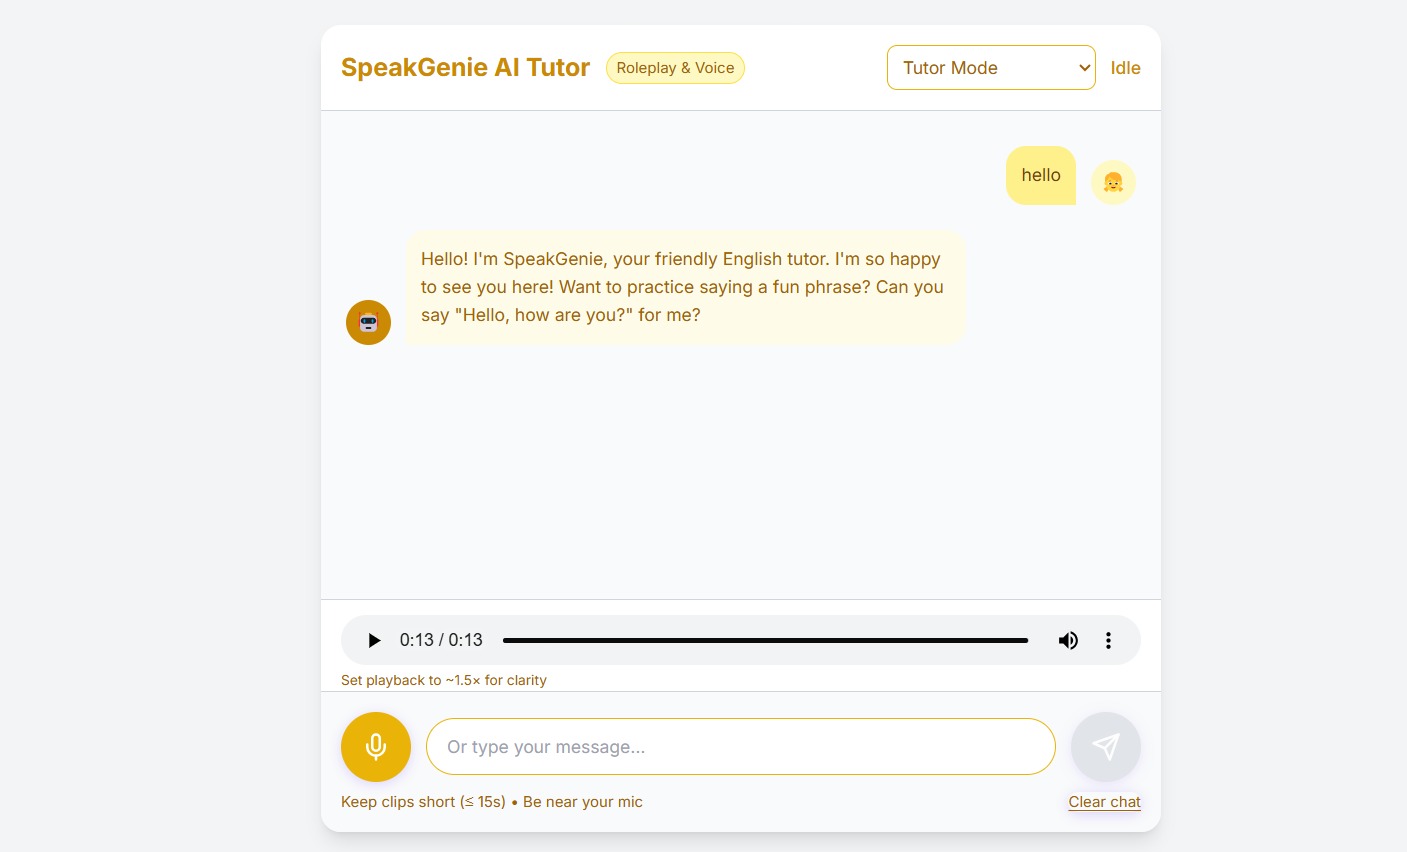 SpeakGenie AI Tutor
Roleplay & Voice
Tutor Mode
Idle
hello
Hello! I'm SpeakGenie, your friendly English tutor. I'm so happy
to see you here! Want to practice saying a fun phrase? Can you
say "Hello, how are you?" for me?
0:13 / 0:13
Set playback to ~1.5× for clarity
Or type your message...
Keep clips short (≤ 15s) • Be near your mic
Clear chat